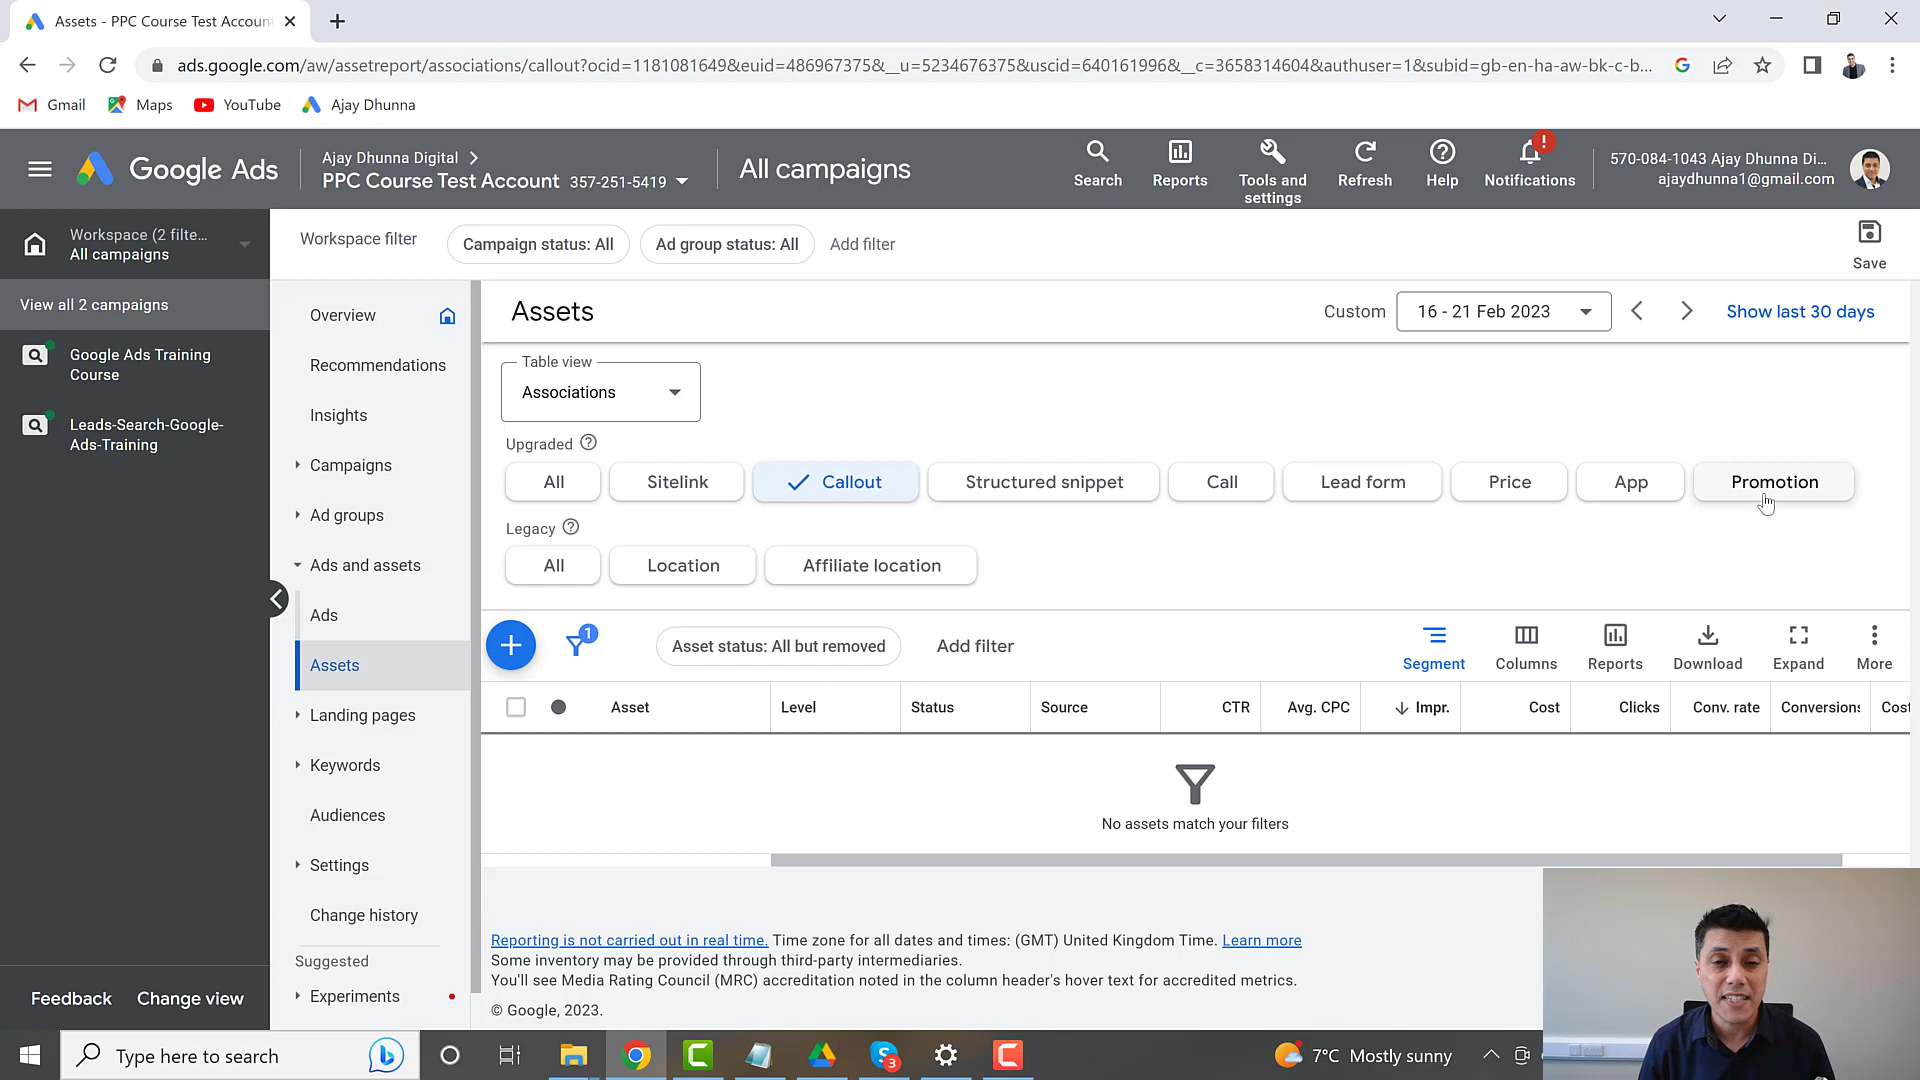 Assets - PPC Course Test Accoun
ads.google.com/aw/assetreport/associations/callout?ocid=1181081649&euid=486967375&__u=5234676375&uscid=640161996&__c=3658314604&authuser=1&subid=gb-en-ha-aw-bk-c-b...
Gmail
Maps
YouTube
Ajay Dhunna
Google Ads
Ajay Dhunna Digital
PPC Course Test Account 357-251-5419
All campaigns
Search
Reports
Tools and
settings
Refresh
Help
!
Notifications
570-084-1043 Ajay Dhunna Di...
ajaydhunna1@gmail.com
Workspace (2 filte...
All campaigns
Workspace filter
Campaign status: All
Ad group status: All
Add filter
Save
View all 2 campaigns
Google Ads Training
Course
Leads-Search-Google-
Ads-Training
Overview
Recommendations
Insights
Campaigns
Ad groups
Ads and assets
Ads
Assets
Landing pages
Keywords
Audiences
Settings
Change history
Suggested
Experiments
Feedback
Change view
Assets
Custom
16 - 21 Feb 2023
Show last 30 days
Table view
Associations
Upgraded
All
Sitelink
Callout
Structured snippet
Call
Lead form
Price
App
Promotion
Legacy
All
Location
Affiliate location
1
Asset status: All but removed
Add filter
Segment
Columns
Reports
Download
Expand
More
Asset
Level
Status
Source
CTR
Avg. CPC
Impr.
Cost
Clicks
Conv. rate
Conversions
Cost
No assets match your filters
Reporting is not carried out in real time. Time zone for all dates and times: (GMT) United Kingdom Time. Learn more
Some inventory may be provided through third-party intermediaries.
You'll see Media Rating Council (MRC) accreditation noted in the column header's hover text for accredited metrics.
© Google, 2023.
Type here to search
3
7°C Mostly sunny